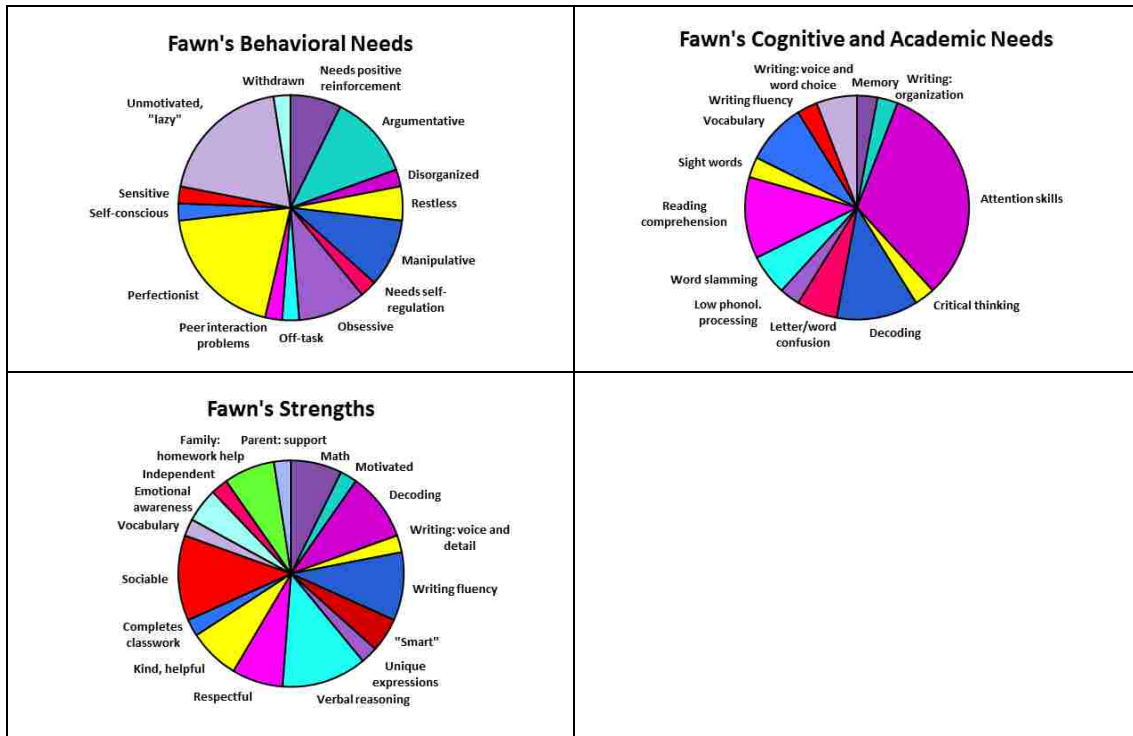 Fawn's Behavioral Needs
Withdrawn
Needs positive
reinforcement
Unmotivated,
"lazy"
Argumentative
Disorganized
Restless
Sensitive
Self-conscious
Manipulative
Needs self-
regulation
Perfectionist
Peer interaction
problems
Off-task
Obsessive
Fawn's Cognitive and Academic Needs
Writing: voice and
word choice
Memory
Writing:
organization
Writing fluency
Vocabulary
Sight words
Attention skills
Reading
comprehension
Word slamming
Low phonol.
processing
Letter/word
confusion
Decoding
Critical thinking
Fawn's Strengths
Family:
homework help
Parent: support
Math
Motivated
Independent
Emotional
awareness
Decoding
Vocabulary
Writing: voice and
detail
Sociable
Writing fluency
Completes
classwork
"Smart"
Kind, helpful
Unique
expressions
Respectful
Verbal reasoning